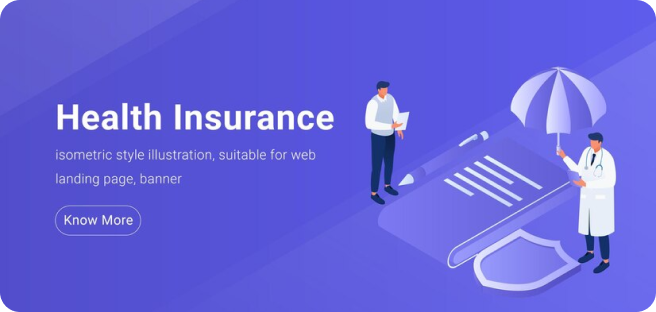 Health Insurance
isometric style illustration, suitable for web
landing page, banner
Know More